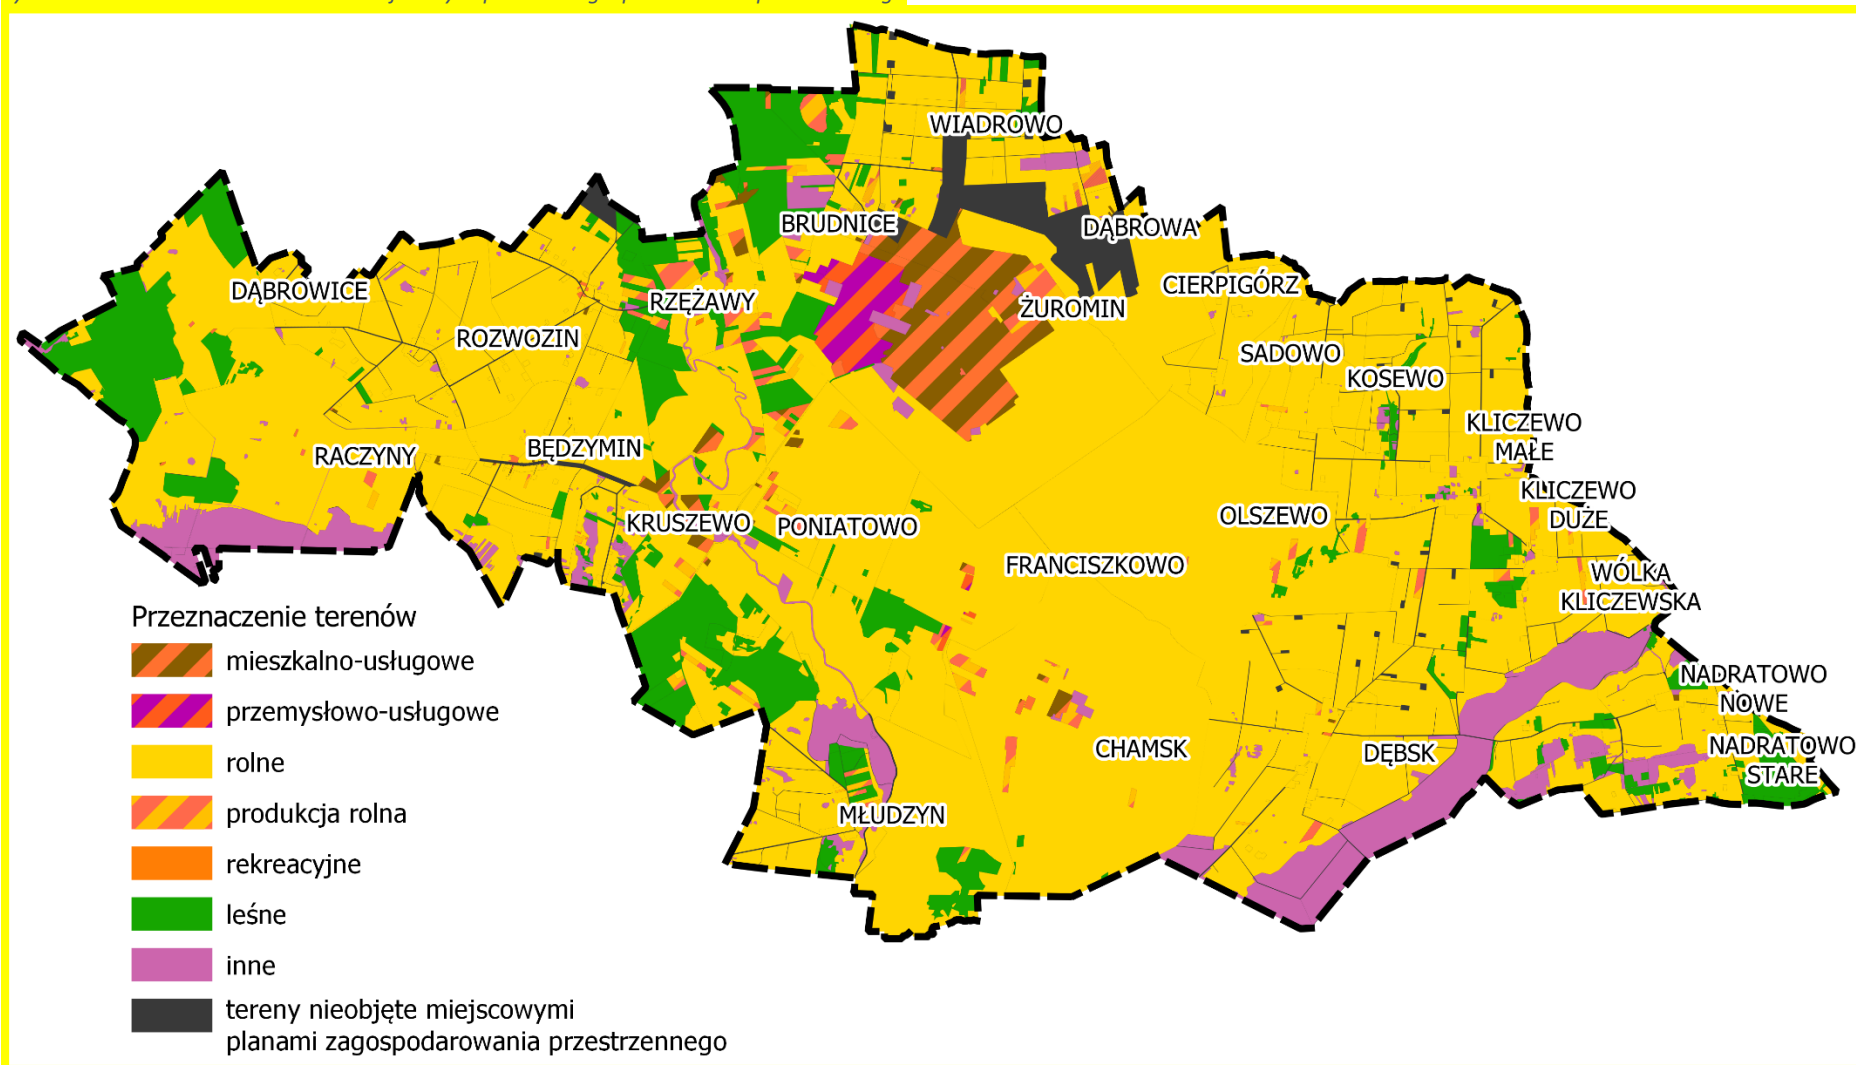 WIADROWO
BRUDNICE
DĄBROWA
CIERPIGÓRZ
DĄBROWICE
RZĘŻAWY
ŻUROMIN
ROZWOZIN
SADOWO
KOSEWO
KLICZEWO
MAŁE
RACZYNY
BĘDZYMIN
KLICZEWO
DUŻE
KRUSZEWO
PONIATOWO
OLSZEWO
FRANCISZKOWO
WÓLKA
KLICZEWSKA
NADRATOWO
NOWE
CHAMSK
DĘBSK
NADRATOWO
STARE
MŁUDZYN
Przeznaczenie terenów
mieszkalno-usługowe
przemysłowo-usługowe
rolne
produkcja rolna
rekreacyjne
leśne
inne
tereny nieobjęte miejscowymi
planami zagospodarowania przestrzennego